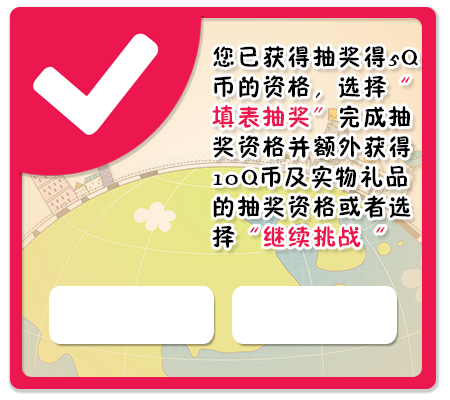 您已获得抽奖得5Q
币的资格，选择“
填表抽奖”完成抽
奖资格并额外获得
10Q币及实物礼品
的抽奖资格或者选
择“继续挑战“